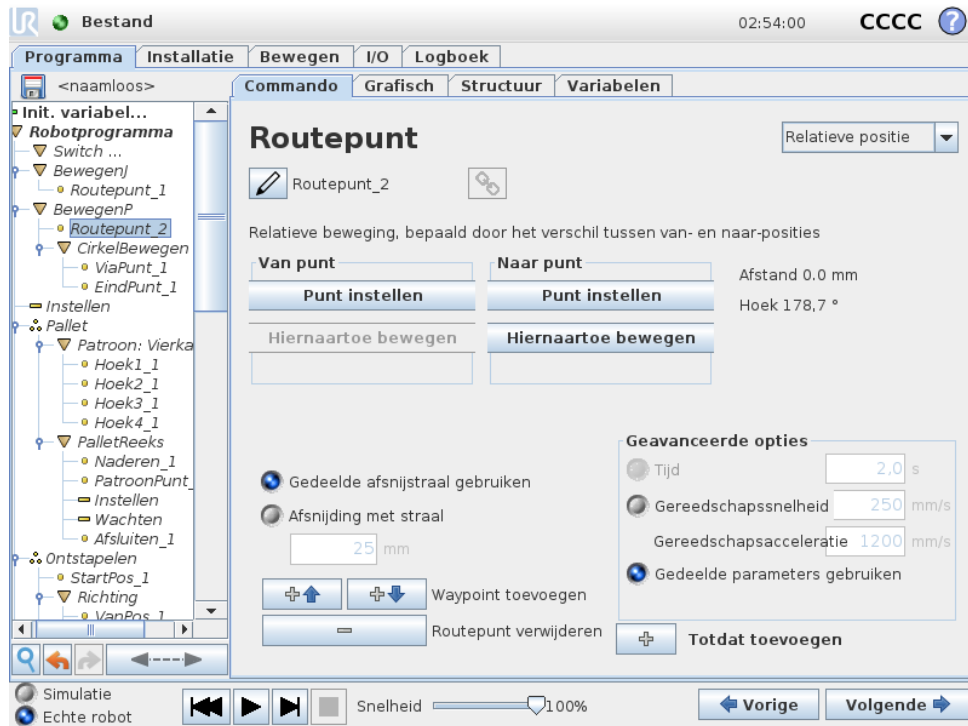 UR Bestand 02:54:00 CCCC ?
Programma Installatie Bewegen I/O Logboek
<naamloos> Commando Grafisch Structuur Variabelen
Init. variabel...
Robotprogramma
Switch ...
BewegenJ
Routepunt_1
BewegenP
Routepunt_2
CirkelBewegen
ViaPunt_1
EindPunt_1
Instellen
Pallet
Patroon: Vierka
Hoek1_1
Hoek2_1
Hoek3_1
Hoek4_1
PalletReeks
Naderen_1
PatroonPunt_
Instellen
Wachten
Afsluiten_1
Ontstapelen
StartPos_1
Richting
VanPos_1
Routepunt
Relatieve positie
Routepunt_2
Relatieve beweging, bepaald door het verschil tussen van- en naar-posities
Van punt Naar punt
Afstand 0.0 mm
Punt instellen Punt instellen
Hoek 178,7 °
Hiernaartoe bewegen Hiernaartoe bewegen
Gedeelde afsnijstraal gebruiken
Afsnijding met straal
25 mm
Waypoint toevoegen
Routepunt verwijderen
Geavanceerde opties
Tijd 2,0 s
Gereedschapssnelheid 250 mm/s
Gereedschapsacceleratie 1200 mm/s
Gedeelde parameters gebruiken
Totdat toevoegen
Simulatie
Echte robot
Snelheid 100%
Vorige Volgende